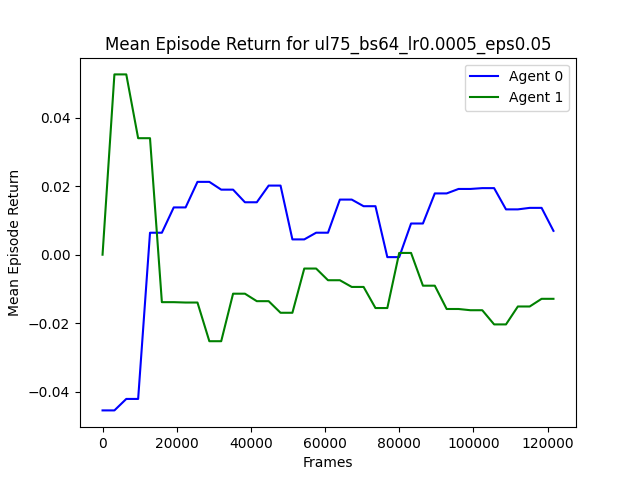 Mean Episode Return for ul75_bs64_lr0.0005_eps0.05
Agent 0
Agent 1
Mean Episode Return
0.04
0.02
0.00
−0.02
−0.04
0 20000 40000 60000 80000 100000 120000
Frames